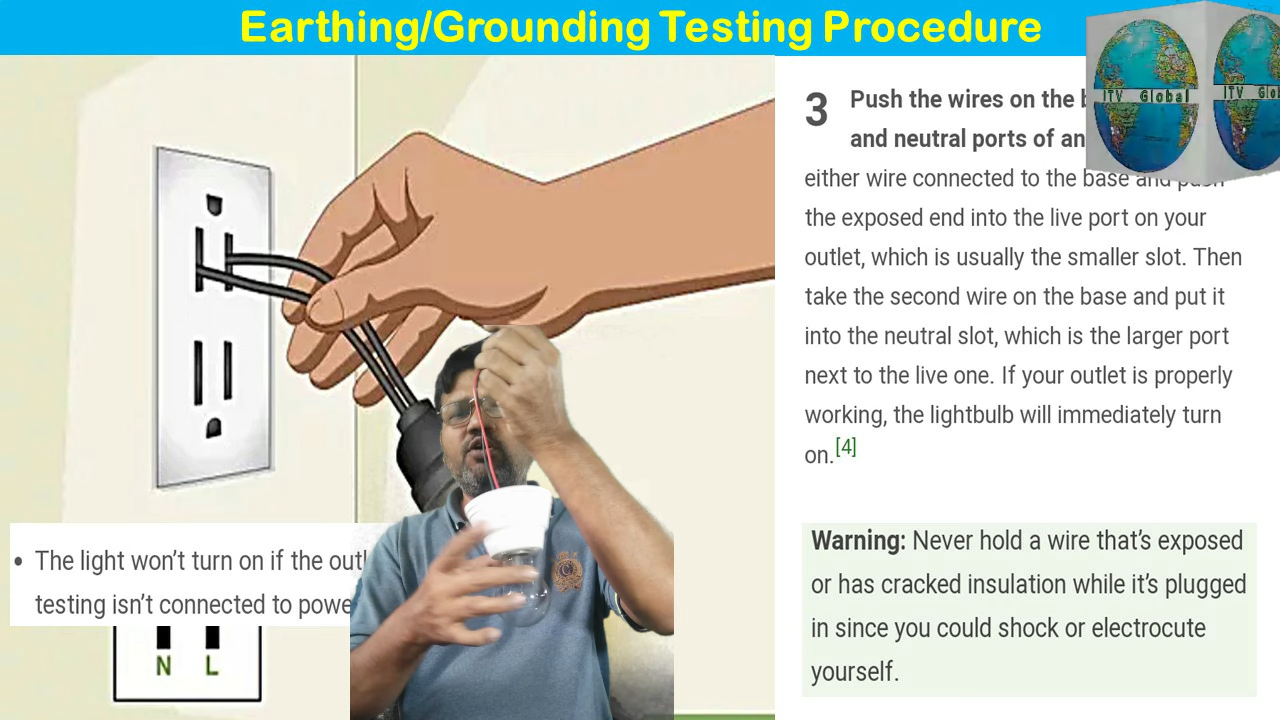 Earthing/Grounding Testing Procedure
ITV Global
ITV
3
Push the wires on the
and neutral ports of an
either wire connected to the base and push
the exposed end into the live port on your
outlet, which is usually the smaller slot. Then
take the second wire on the base and put it
into the neutral slot, which is the larger port
next to the live one. If your outlet is properly
working, the lightbulb will immediately turn
on.[4]
Warning: Never hold a wire that's exposed
or has cracked insulation while it's plugged
in since you could shock or electrocute
yourself.
• The light won't turn on if the
testing isn't connected to
N L